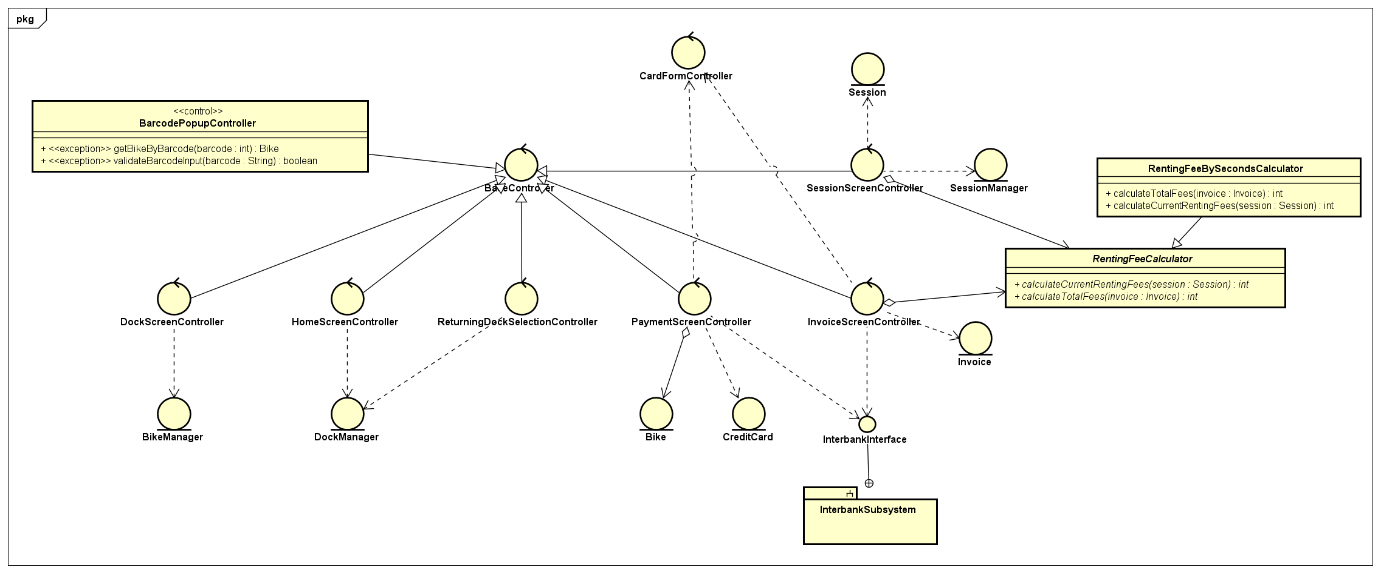 pkg
CardFormController
Session
<<control>>
BarcodePopupController
+ <<exception>> getBikeByBarcode(barcode : int) : Bike
+ <<exception>> validateBarcodeInput(barcode : String) : boolean
BaseController
SessionScreenController
SessionManager
RentingFeeBySecondsCalculator
+ calculateTotalFees(invoice : Invoice) : int
+ calculateCurrentRentingFees(session : Session) : int
RentingFeeCalculator
+ calculateCurrentRentingFees(session : Session) : int
+ calculateTotalFees(invoice : Invoice) : int
DockScreenController
HomeScreenController
ReturningDockSelectionController
PaymentScreenController
InvoiceScreenController
Invoice
BikeManager
DockManager
Bike
CreditCard
InterbankInterface
InterbankSubsystem